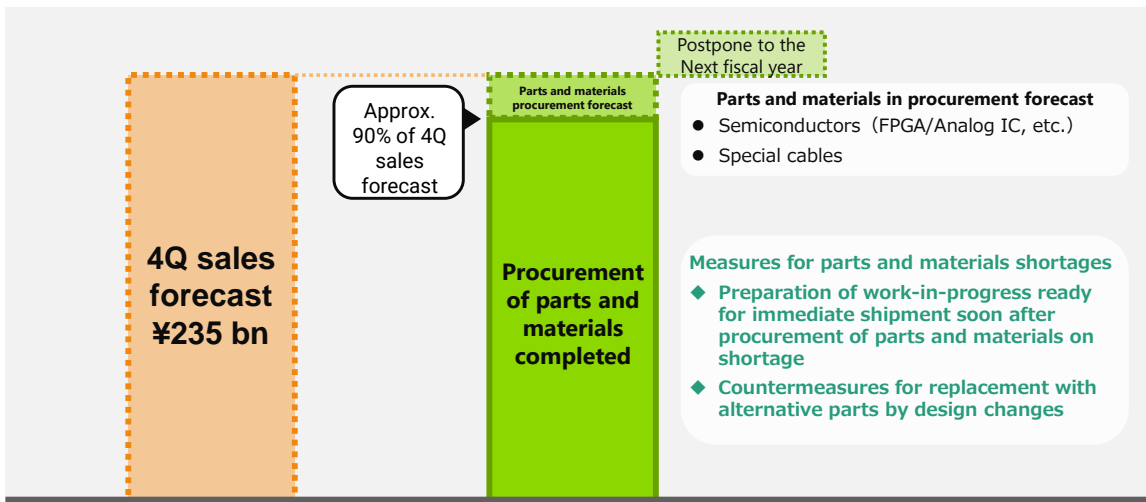 Postpone to the
Next fiscal year
Parts and materials
procurement forecast
Approx.
90% of 4Q
sales
forecast
Parts and materials in procurement forecast
● Semiconductors（FPGA/Analog IC, etc.）
● Special cables
4Q sales
forecast
¥235 bn
Procurement
of parts and
materials
completed
Measures for parts and materials shortages
◆ Preparation of work-in-progress ready
for immediate shipment soon after
procurement of parts and materials on
shortage
◆ Countermeasures for replacement with
alternative parts by design changes